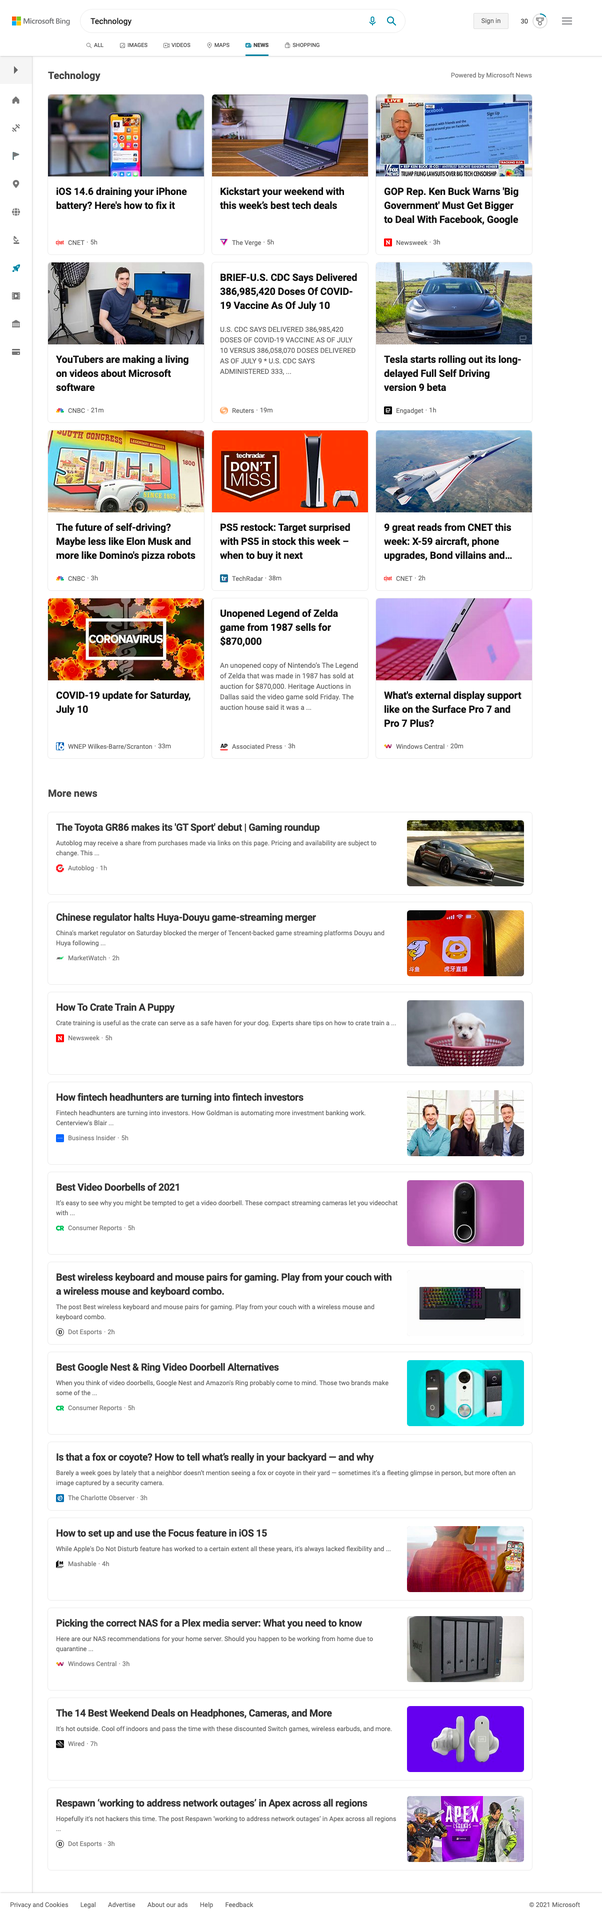 Microsoft Bing
Technology
Sign in
30
ALL
IMAGES
VIDEOS
MAPS
NEWS
SHOPPING
Technology
Powered by Microsoft News
iOS 14.6 draining your iPhone
battery? Here's how to fix it
CNET · 5h
Kickstart your weekend with
this week's best tech deals
The Verge · 5h
LIVE
Sign Up
FOX
NEWS
TRUMP FILING LAWSUITS OVER BIG TECH CENSORSHIP
GOP Rep. Ken Buck Warns 'Big
Government' Must Get Bigger
to Deal With Facebook, Google
Newsweek · 3h
YouTubers are making a living
on videos about Microsoft
software
CNBC · 21m
BRIEF-U.S. CDC Says Delivered
386,985,420 Doses Of COVID-
19 Vaccine As Of July 10
U.S. CDC SAYS DELIVERED 386,985,420
DOSES OF COVID-19 VACCINE AS OF JULY
10 VERSUS 386,058,070 DOSES DELIVERED
AS OF JULY 9 * U.S. CDC SAYS
ADMINISTERED 333, ...
Reuters · 19m
Tesla starts rolling out its long-
delayed Full Self Driving
version 9 beta
Engadget · 1h
SOUTH CONGRESS
1800
SOCO
SINCE 1852
The future of self-driving?
Maybe less like Elon Musk and
more like Domino's pizza robots
CNBC · 3h
techradar
DON'T
MISS
PS5 restock: Target surprised
with PS5 in stock this week –
when to buy it next
TechRadar · 38m
9 great reads from CNET this
week: X-59 aircraft, phone
upgrades, Bond villains and...
CNET · 2h
CORONAVIRUS
COVID-19 update for Saturday,
July 10
WNEP Wilkes-Barre/Scranton · 33m
Unopened Legend of Zelda
game from 1987 sells for
$870,000
An unopened copy of Nintendo's The Legend
of Zelda that was made in 1987 has sold at
auction for $870,000. Heritage Auctions in
Dallas said the video game sold Friday. The
auction house said it was a ...
AP
Associated Press · 3h
What's external display support
like on the Surface Pro 7 and
Pro 7 Plus?
Windows Central · 20m
More news
The Toyota GR86 makes its 'GT Sport' debut | Gaming roundup
Autoblog may receive a share from purchases made via links on this page. Pricing and availability are subject to
change. This ...
Autoblog · 1h
Chinese regulator halts Huya-Douyu game-streaming merger
China's market regulator on Saturday blocked the merger of Tencent-backed game streaming platforms Douyu and
Huya following ...
MarketWatch · 2h
斗鱼
虎牙直播
How To Crate Train A Puppy
Crate training is useful as the crate can serve as a safe haven for your dog. Experts share tips on how to crate train a ...
Newsweek · 5h
How fintech headhunters are turning into fintech investors
Fintech headhunters are turning into investors. How Goldman is automating more investment banking work.
Centerview's Blair ...
Business Insider · 5h
Best Video Doorbells of 2021
It's easy to see why you might be tempted to get a video doorbell. These compact streaming cameras let you videochat
with ...
CR
Consumer Reports · 5h
Best wireless keyboard and mouse pairs for gaming. Play from your couch with
a wireless mouse and keyboard combo.
The post Best wireless keyboard and mouse pairs for gaming. Play from your couch with a wireless mouse and
keyboard combo.
Dot Esports · 2h
Best Google Nest & Ring Video Doorbell Alternatives
When you think of video doorbells, Google Nest and Amazon's Ring probably come to mind. Those two brands make
some of the ...
CR
Consumer Reports · 5h
Is that a fox or coyote? How to tell what's really in your backyard — and why
Barely a week goes by lately that a neighbor doesn't mention seeing a fox or coyote in their yard — sometimes it's a fleeting glimpse in person, but more often an
image captured by a security camera.
The Charlotte Observer · 3h
How to set up and use the Focus feature in iOS 15
While Apple's Do Not Disturb feature has worked to a certain extent all these years, it's always lacked flexibility and ...
Mashable · 4h
Picking the correct NAS for a Plex media server: What you need to know
Here are our NAS recommendations for your home server. Should you happen to be working from home due to
quarantine ...
Windows Central · 3h
The 14 Best Weekend Deals on Headphones, Cameras, and More
It's hot outside. Cool off indoors and pass the time with these discounted Switch games, wireless earbuds, and more.
Wired · 7h
Respawn 'working to address network outages' in Apex across all regions
Hopefully it's not hackers this time. The post Respawn 'working to address network outages' in Apex across all regions
...
Dot Esports · 3h
APEX
LEGENDS
Privacy and Cookies
Legal
Advertise
About our ads
Help
Feedback
© 2021 Microsoft